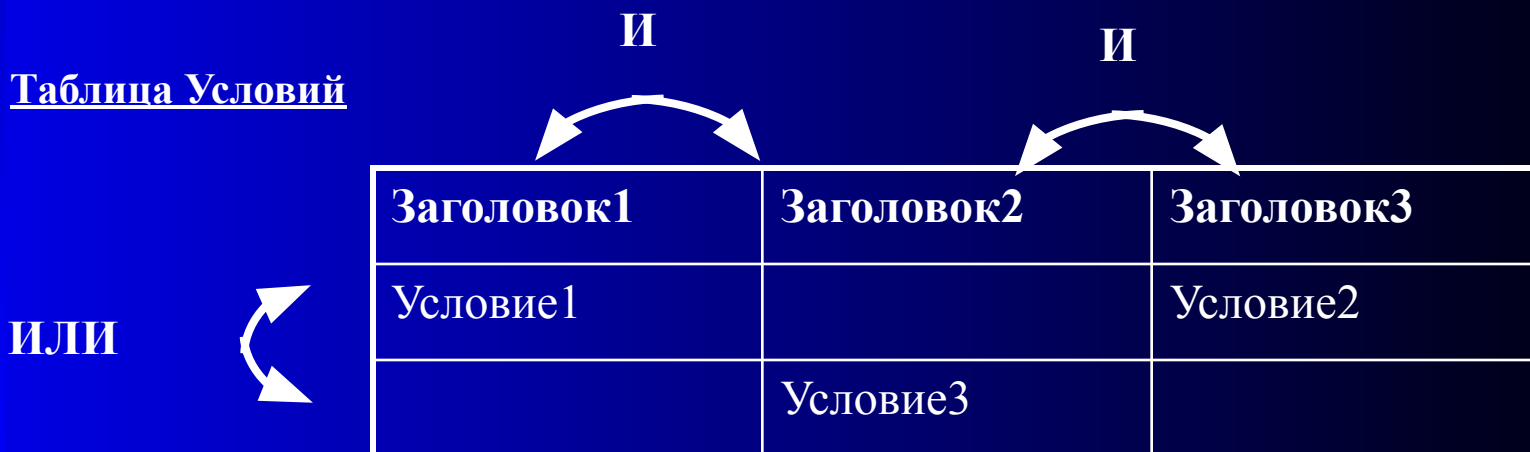 И
И
Таблица Условий
Заголовок1 Заголовок2 Заголовок3
Условие1 Условие2
ИЛИ
Условие3